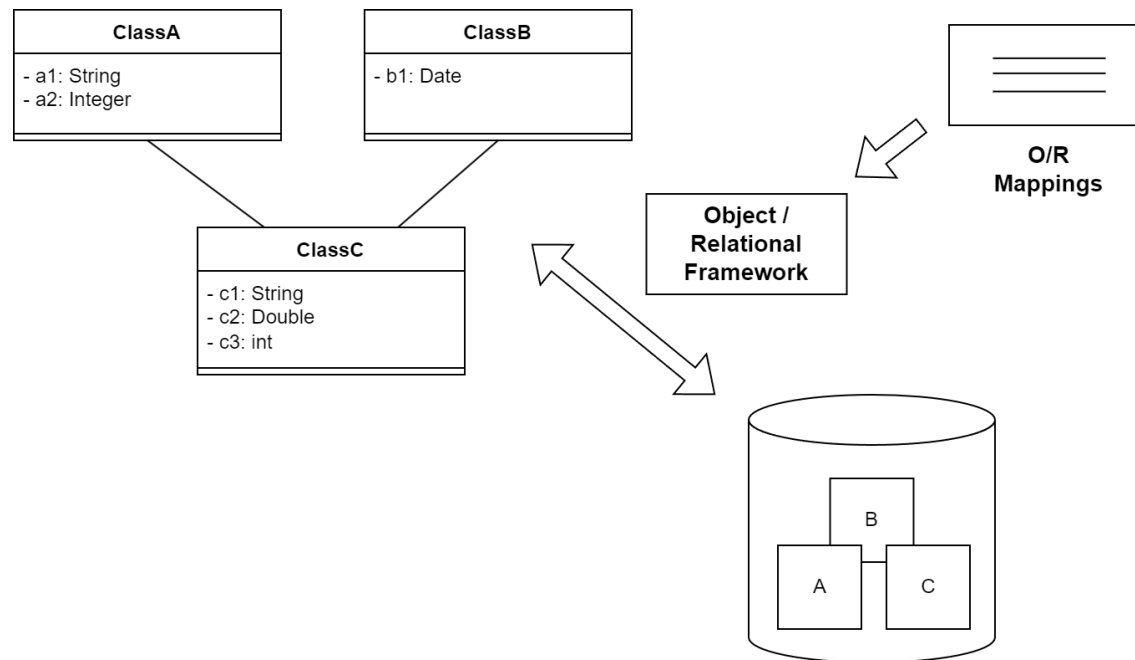 ClassA
- a1: String
- a2: Integer
ClassB
- b1: Date
O/R
Mappings
Object /
Relational
Framework
ClassC
- c1: String
- c2: Double
- c3: int
B
A
C